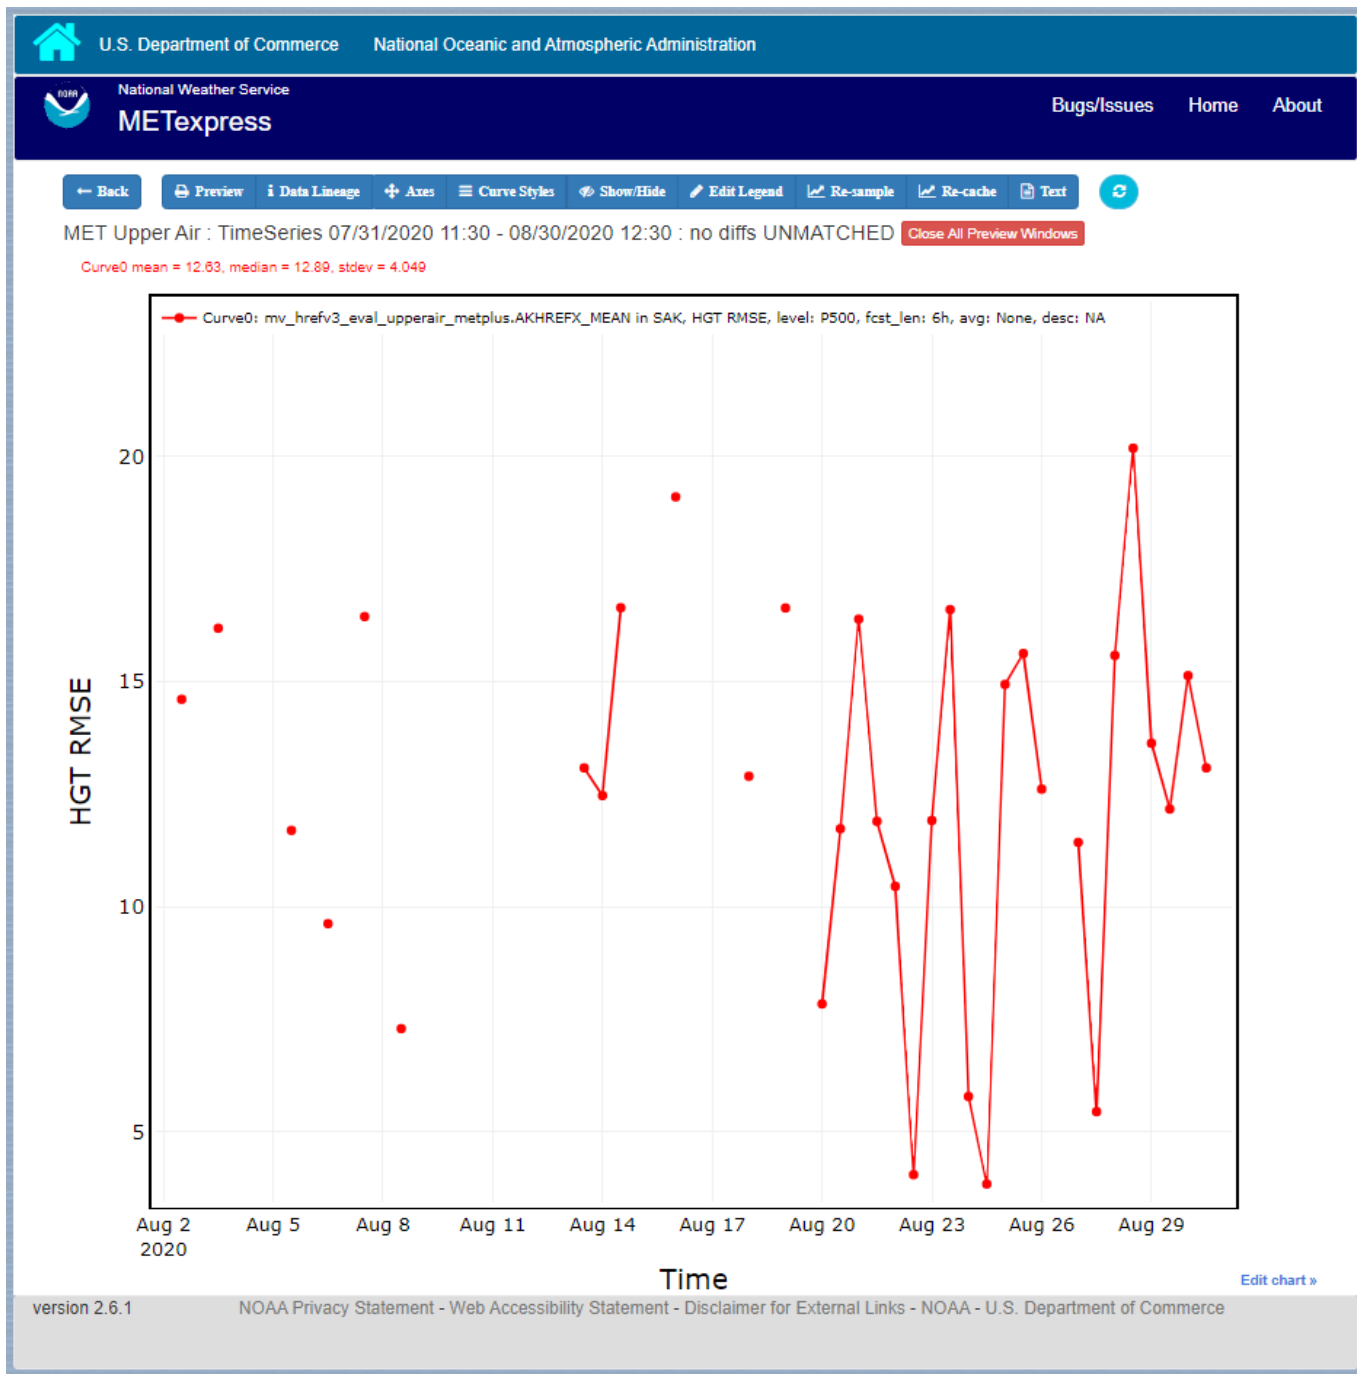 U.S. Department of Commerce National Oceanic and Atmospheric Administration
NOAA
National Weather Service
METexpress
Bugs/Issues Home About
Back Preview Data Lineage Axes Curve Styles Show/Hide Edit Legend Re-sample Re-cache Text
MET Upper Air : TimeSeries 07/31/2020 11:30 - 08/30/2020 12:30 : no diffs UNMATCHED Close All Preview Windows
Curve0 mean = 12.63, median = 12.89, stdev = 4.049
Curve0: mv_hrefv3_eval_upperair_metplus.AKHREFX_MEAN in SAK, HGT RMSE, level: P500, fcst_len: 6h, avg: None, desc: NA
20
15
10
5
HGT RMSE
Aug 2 Aug 5 Aug 8 Aug 11 Aug 14 Aug 17 Aug 20 Aug 23 Aug 26 Aug 29
2020
Time
Edit chart »
version 2.6.1 NOAA Privacy Statement - Web Accessibility Statement - Disclaimer for External Links - NOAA - U.S. Department of Commerce